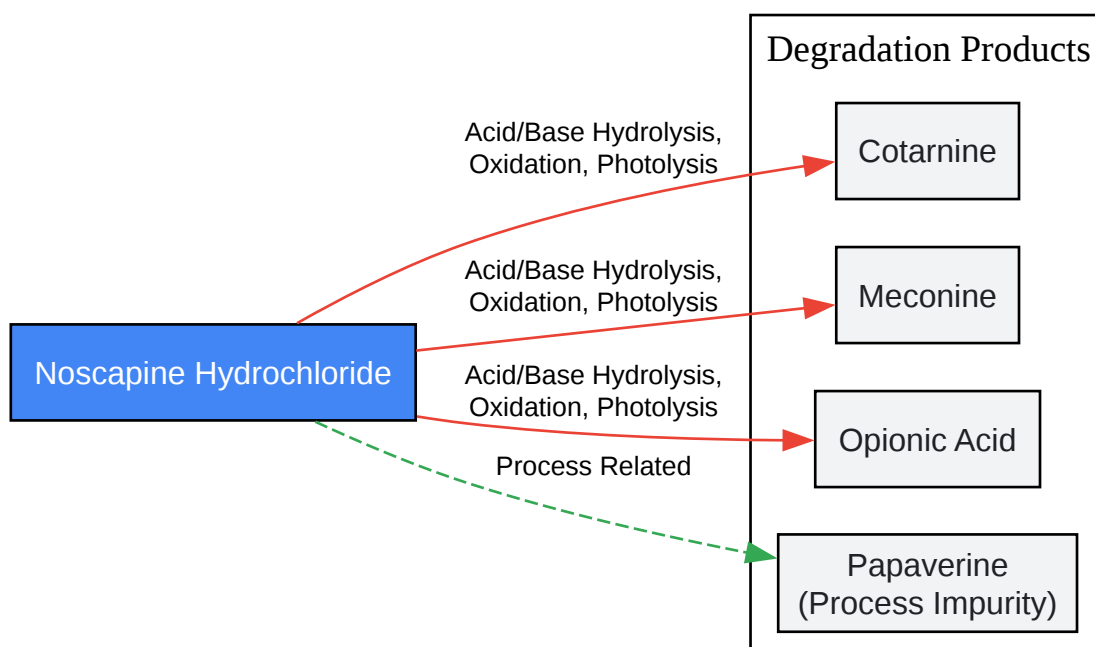 Degradation Products
Acid/Base Hydrolysis,
Oxidation, Photolysis
Cotarnine
Acid/Base Hydrolysis,
Oxidation, Photolysis
Meconine
Noscapine Hydrochloride
Acid/Base Hydrolysis,
Oxidation, Photolysis
Opionic Acid
Process Related
Papaverine
(Process Impurity)